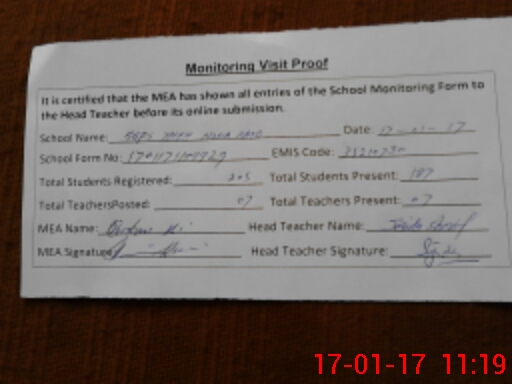 Monitoring Visit Proof
It is certified that the MEA has shown all entries of the School Monitoring Form to
the Head Teacher before its online submission.
School Name: Date: 17-01-17
School Form No: EMIS Code:
Total Students Registered: Total Students Present: 187
Total TeachersPosted: 07 Total Teachers Present: 07
MEA Name: Head Teacher Name:
MEA Signature Head Teacher Signature:
17-01-17 11:19